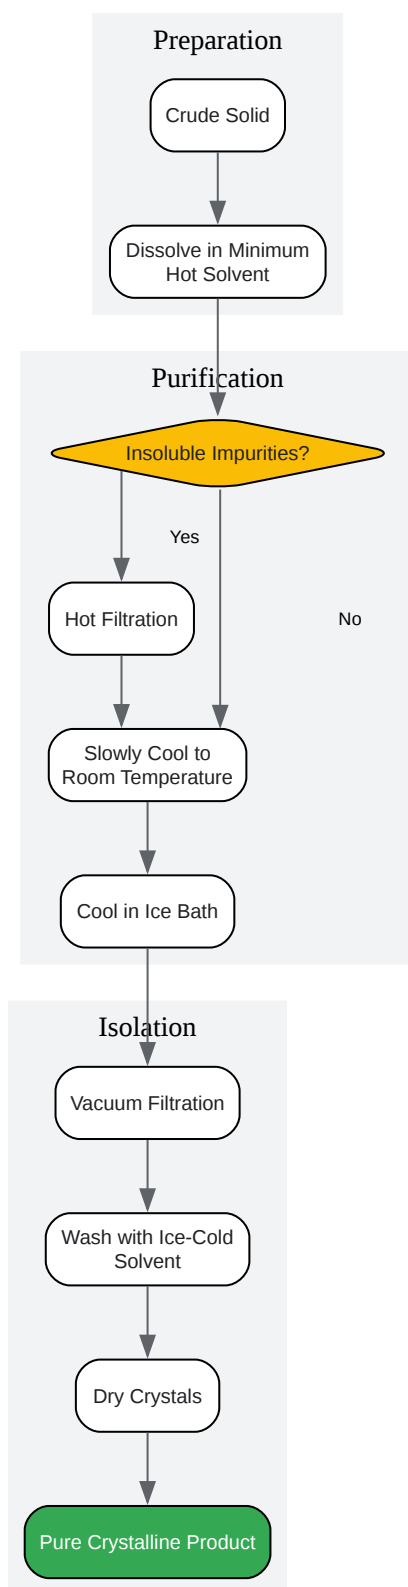 Preparation
Crude Solid
Dissolve in Minimum
Hot Solvent
Purification
Insoluble Impurities?
Yes
Hot Filtration
No
Slowly Cool to
Room Temperature
Cool in Ice Bath
Isolation
Vacuum Filtration
Wash with Ice-Cold
Solvent
Dry Crystals
Pure Crystalline Product